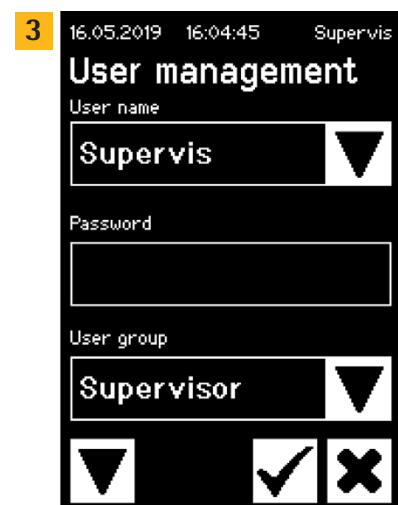 3
16.05.2019 16:04:45 Supervis
User management
User name
Supervis
Password
User group
Supervisor